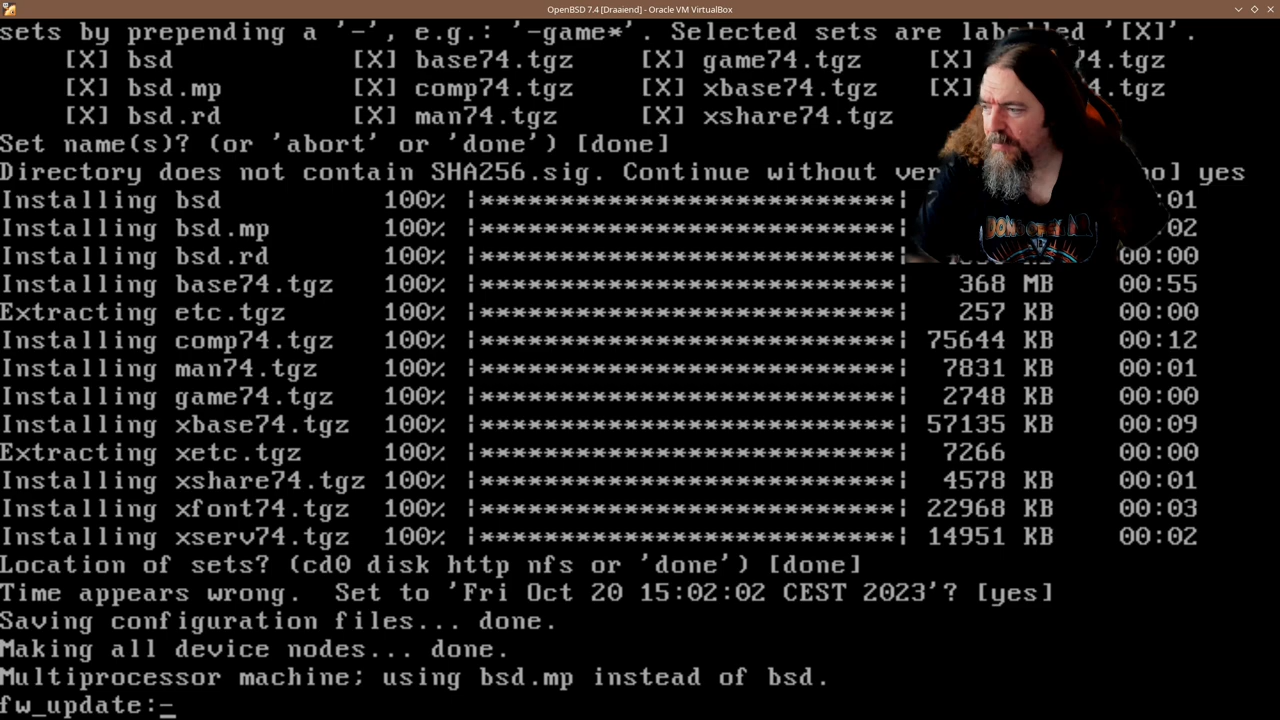 OpenBSD 7.4 [Draaiend] - Oracle VM VirtualBox
sets by prepending a '-', e.g.: '-game*'. Selected sets are labelled '[X]'.
[X] bsd [X] base74.tgz [X] game74.tgz [X] 74.tgz
[X] bsd.mp [X] comp74.tgz [X] xbase74.tgz [X] 74.tgz
[X] bsd.rd [X] man74.tgz [X] xshare74.tgz
Set name(s)? (or 'abort' or 'done') [done]
Directory does not contain SHA256.sig. Continue without yes
Installing bsd 100% |**************************| 01
Installing bsd.mp 100% |**************************| 02
Installing bsd.rd 100% |**************************| 00:00
Installing base74.tgz 100% |**************************| 368 MB 00:55
Extracting etc.tgz 100% |**************************| 257 KB 00:00
Installing comp74.tgz 100% |**************************| 75644 KB 00:12
Installing man74.tgz 100% |**************************| 7831 KB 00:01
Installing game74.tgz 100% |**************************| 2748 KB 00:00
Installing xbase74.tgz 100% |**************************| 57135 KB 00:09
Extracting xetc.tgz 100% |**************************| 7266 00:00
Installing xshare74.tgz 100% |**************************| 4578 KB 00:01
Installing xfont74.tgz 100% |**************************| 22968 KB 00:03
Installing xserv74.tgz 100% |**************************| 14951 KB 00:02
Location of sets? (cd0 disk http nfs or 'done') [done]
Time appears wrong.  Set to 'Fri Oct 20 15:02:02 CEST 2023'? [yes]
Saving configuration files... done.
Making all device nodes... done.
Multiprocessor machine; using bsd.mp instead of bsd.
fw_update:_